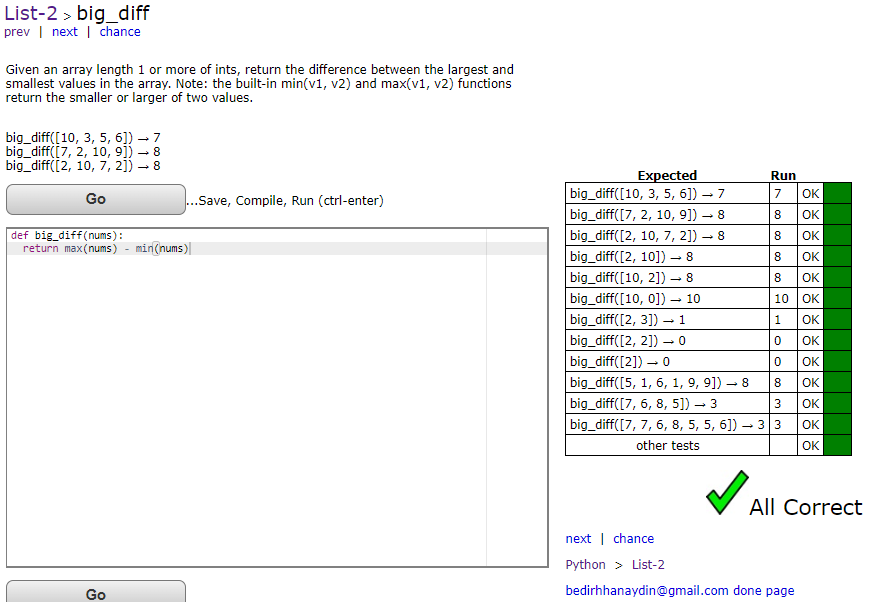 List-2 > big_diff
prev | next | chance
Given an array length 1 or more of ints, return the difference between the largest and
smallest values in the array. Note: the built-in min(v1, v2) and max(v1, v2) functions
return the smaller or larger of two values.
big_diff([10, 3, 5, 6]) → 7
big_diff([7, 2, 10, 9]) → 8
big_diff([2, 10, 7, 2]) → 8
Go ...Save, Compile, Run (ctrl-enter)
def big_diff(nums):
  return max(nums) - min(nums)
Go
Expected Run
big_diff([10, 3, 5, 6]) → 7 7 OK
big_diff([7, 2, 10, 9]) → 8 8 OK
big_diff([2, 10, 7, 2]) → 8 8 OK
big_diff([2, 10]) → 8 8 OK
big_diff([10, 2]) → 8 8 OK
big_diff([10, 0]) → 10 10 OK
big_diff([2, 3]) → 1 1 OK
big_diff([2, 2]) → 0 0 OK
big_diff([2]) → 0 0 OK
big_diff([5, 1, 6, 1, 9, 9]) → 8 8 OK
big_diff([7, 6, 8, 5]) → 3 3 OK
big_diff([7, 7, 6, 8, 5, 5, 6]) → 3 3 OK
other tests OK
All Correct
next | chance
Python > List-2
bedirhhanaydin@gmail.com done page